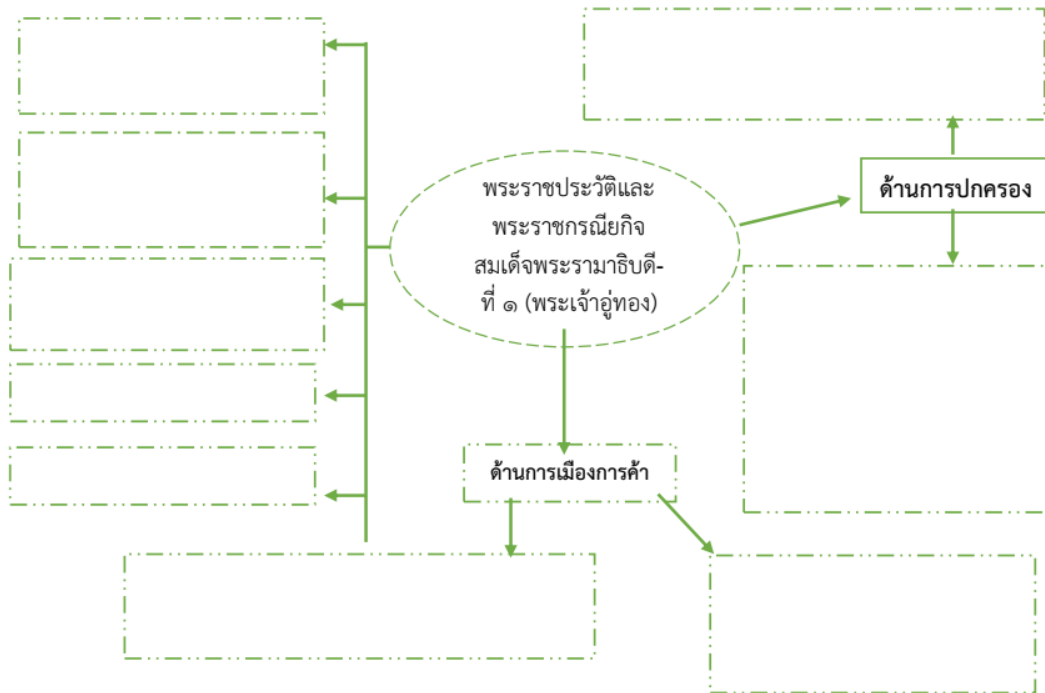 พระราชประวัติและ
พระราชกรณียกิจ
สมเด็จพระรามาธิบดี-
ที่ ๑ (พระเจ้าอู่ทอง)
ด้านการปกครอง
ด้านการเมืองการค้า